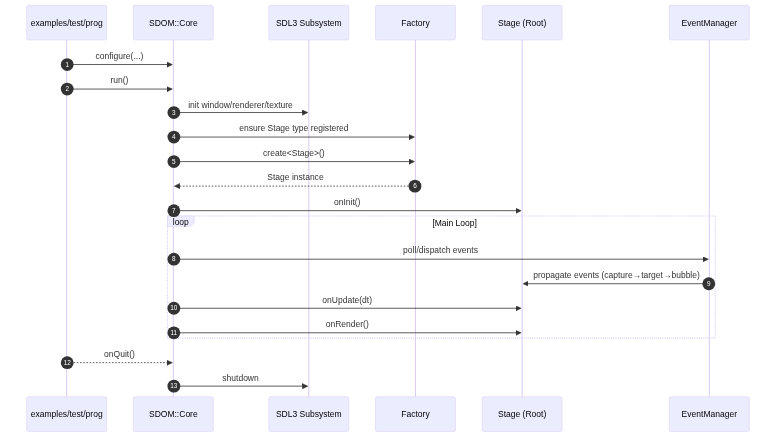 examples/test/prog
SDOM::Core
SDL3 Subsystem
Factory
Stage (Root)
EventManager
configure(...)
1
run()
2
init window/renderer/texture
3
ensure Stage type registered
4
create<Stage>()
5
Stage instance
6
onInit()
7
loop
[Main Loop]
poll/dispatch events
8
propagate events (capture→target→bubble)
9
onUpdate(dt)
10
onRender()
11
onQuit()
12
shutdown
13
examples/test/prog
SDOM::Core
SDL3 Subsystem
Factory
Stage (Root)
EventManager